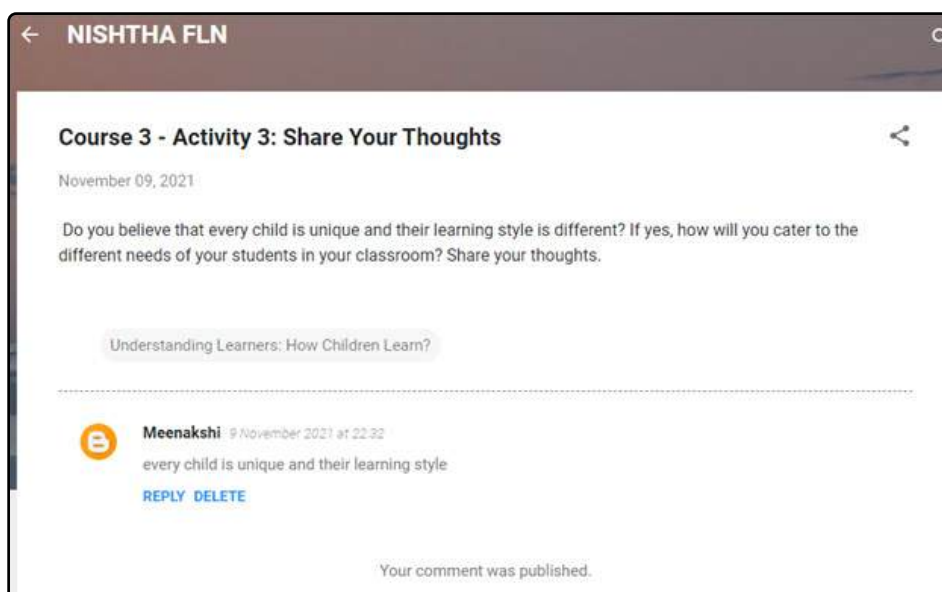 NISHTHA FLN
Course 3 - Activity 3: Share Your Thoughts
November 09, 2021
Do you believe that every child is unique and their learning style is different? If yes, how will you cater to the
different needs of your students in your classroom? Share your thoughts.
Understanding Learners: How Children Learn?
Meenakshi 9 November 2021 at 22:32
every child is unique and their learning style
REPLY DELETE
Your comment was published.